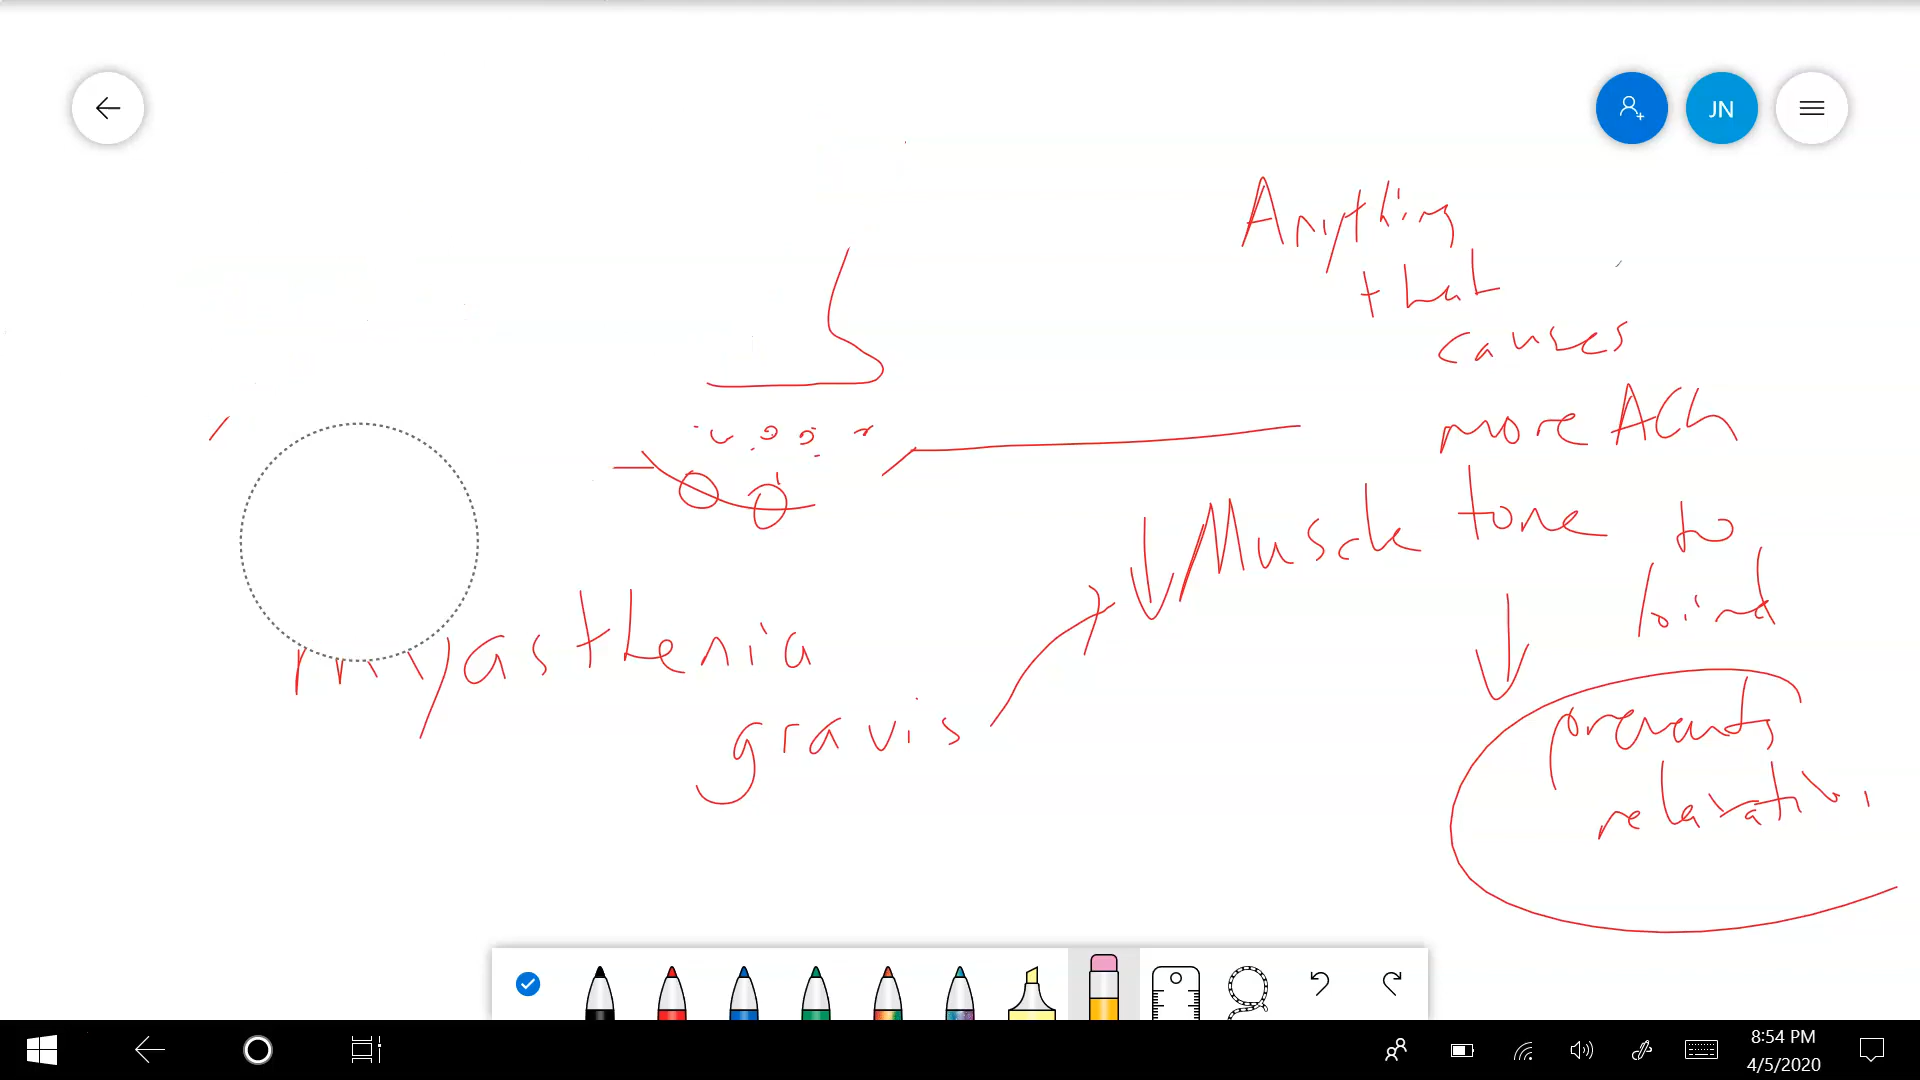 JN
Anything
that
causes
more ACh
↓ Muscle tone to
bind
↓
prevents
relaxation
myasthenia
gravis
8:54 PM
4/5/2020